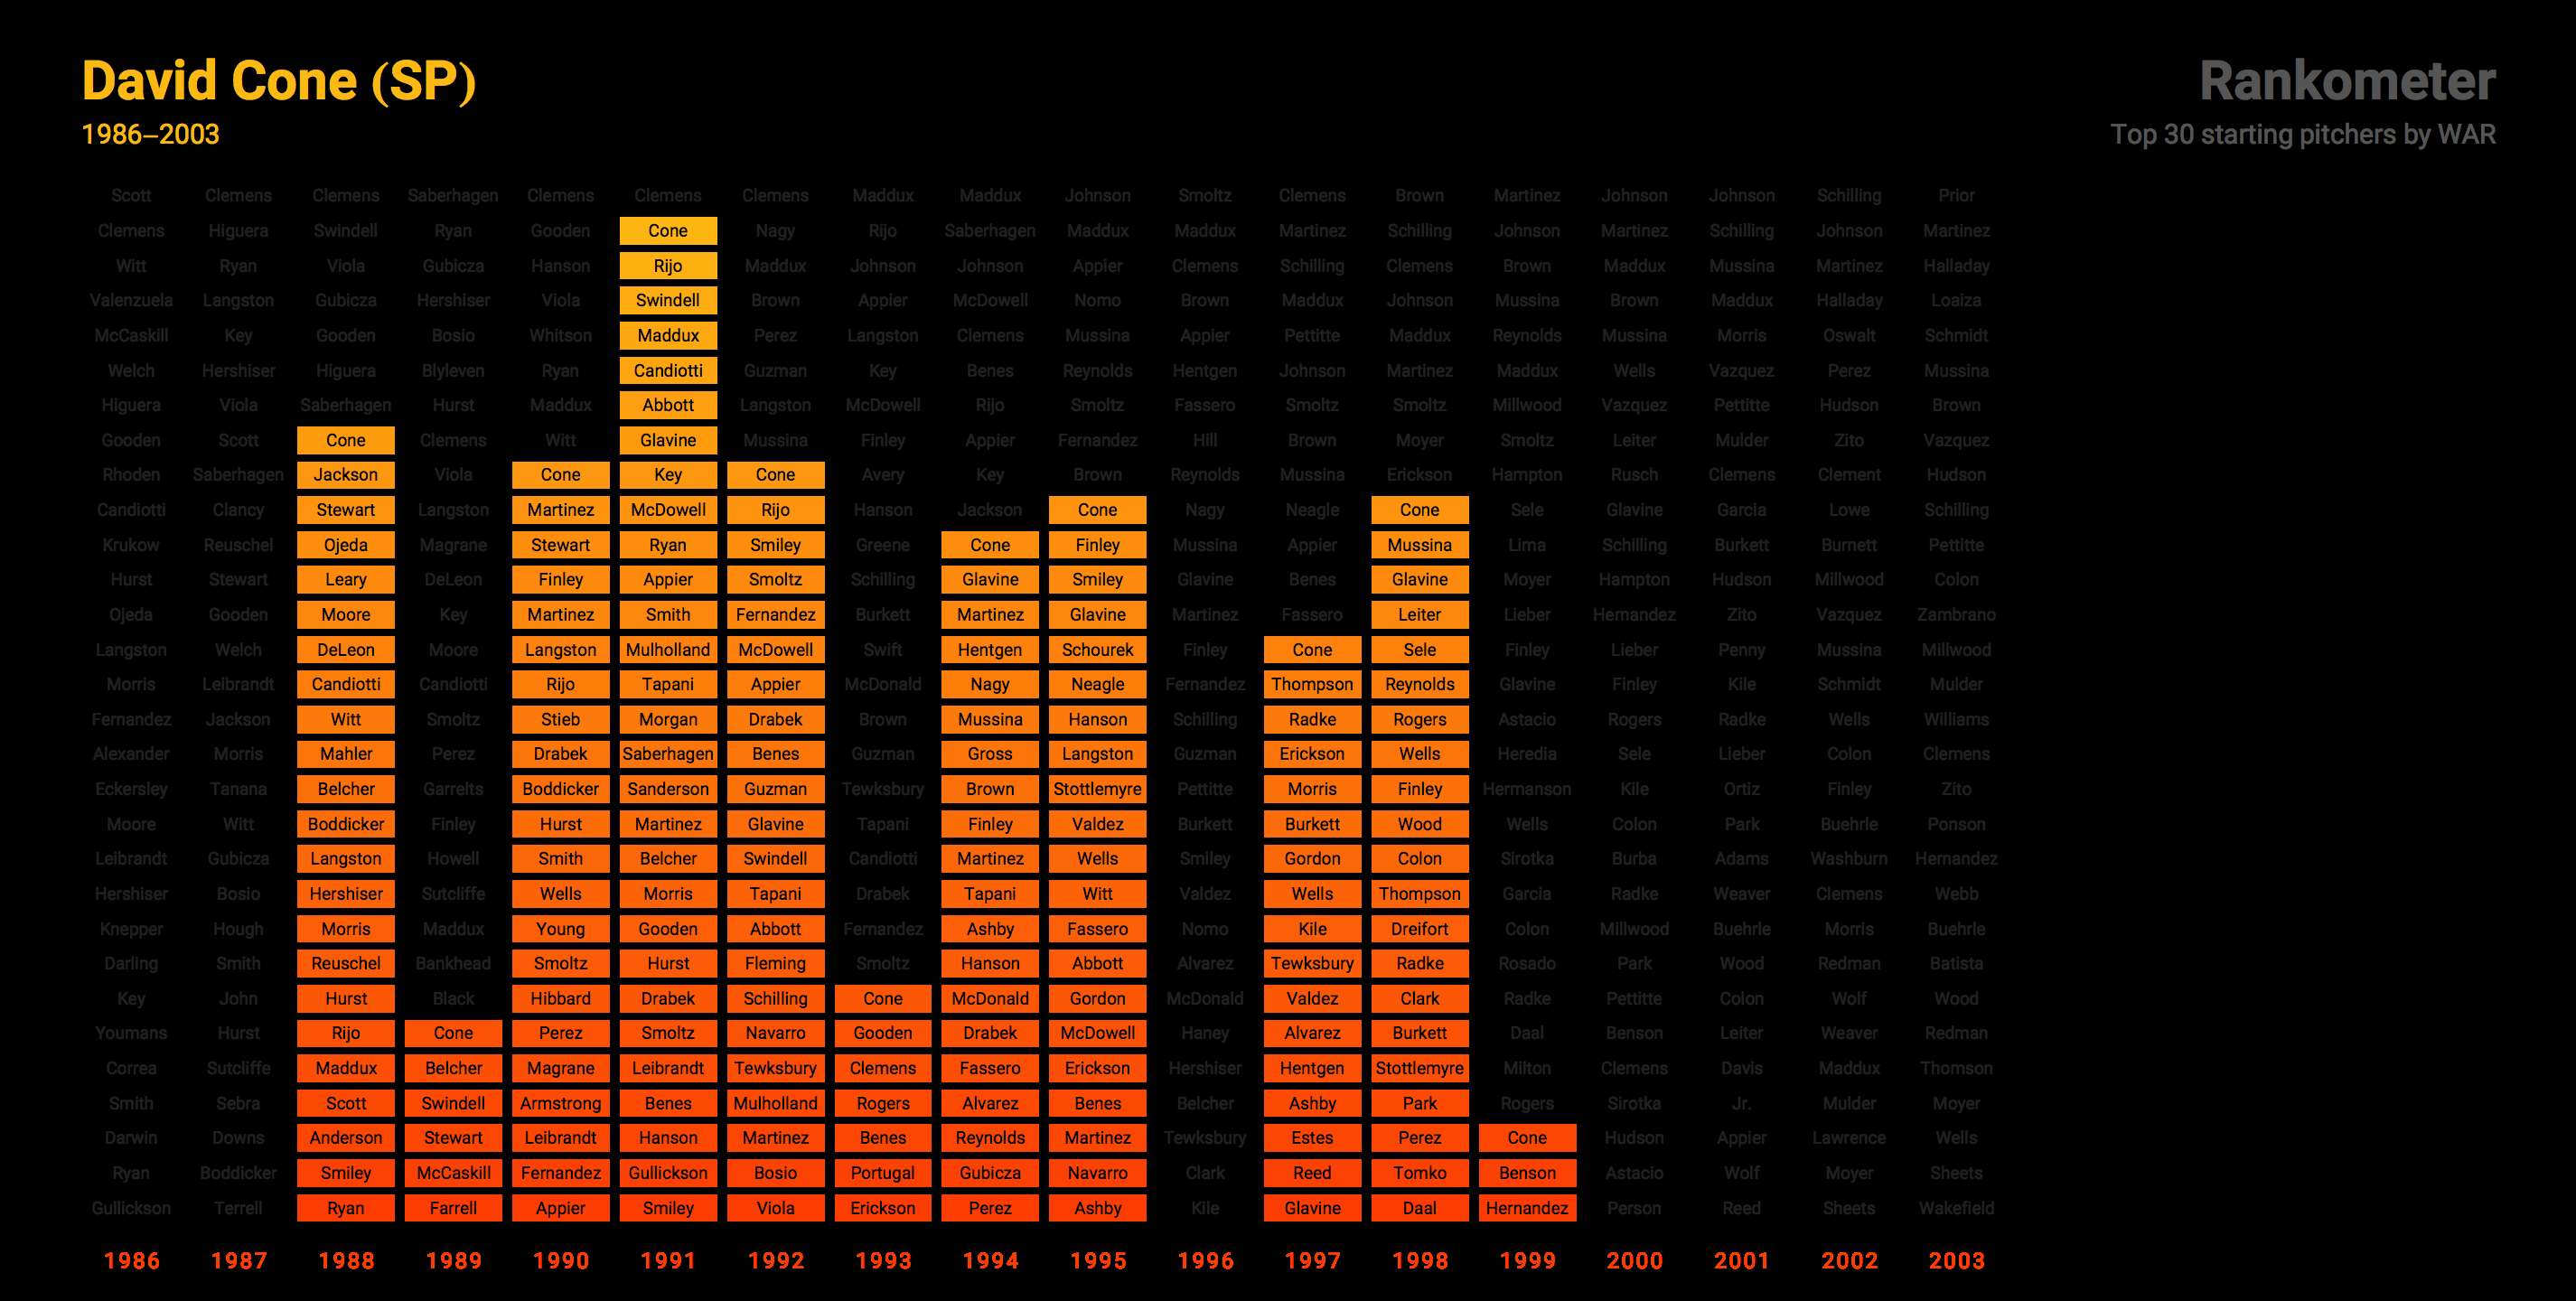 David Cone (SP)
Rankometer
1986–2003
Top 30 starting pitchers by WAR
Scott Clemens Clemens Saberhagen Clemens Clemens Clemens Maddux Maddux Johnson Smoltz Clemens Brown Martinez Johnson Johnson Schilling Prior
Clemens Higuera Swindell Ryan Gooden Cone Nagy Rijo Saberhagen Maddux Maddux Martinez Schilling Johnson Martinez Schilling Johnson Martinez
Witt Ryan Viola Gubicza Hanson Rijo Maddux Johnson Johnson Appier Clemens Schilling Clemens Brown Maddux Mussina Martinez Halladay
Valenzuela Langston Gubicza Hershiser Viola Swindell Brown Appier McDowell Nomo Brown Maddux Johnson Mussina Brown Maddux Halladay Loaiza
McCaskill Key Gooden Bosio Whitson Maddux Perez Langston Clemens Mussina Appier Pettitte Maddux Reynolds Mussina Morris Oswalt Schmidt
Welch Hershiser Higuera Blyleven Ryan Candiotti Guzman Key Benes Reynolds Hentgen Johnson Martinez Maddux Wells Vazquez Perez Mussina
Higuera Viola Saberhagen Hurst Maddux Abbott Langston McDowell Rijo Smoltz Fassero Smoltz Smoltz Millwood Vazquez Pettitte Hudson Brown
Gooden Scott Cone Clemens Witt Glavine Mussina Finley Appier Fernandez Hill Brown Moyer Smoltz Leiter Mulder Zito Vazquez
Rhoden Saberhagen Jackson Viola Cone Key Cone Avery Key Brown Reynolds Mussina Erickson Hampton Rusch Clemens Clement Hudson
Candiotti Clancy Stewart Langston Martinez McDowell Rijo Hanson Jackson Cone Nagy Neagle Cone Sele Glavine Garcia Lowe Schilling
Krukow Reuschel Ojeda Magrane Stewart Ryan Smiley Greene Cone Finley Mussina Appier Mussina Lima Schilling Burkett Burnett Pettitte
Hurst Stewart Leary DeLeon Finley Appier Smoltz Schilling Glavine Smiley Glavine Benes Glavine Moyer Hampton Hudson Millwood Colon
Ojeda Gooden Moore Key Martinez Smith Fernandez Burkett Martinez Glavine Martinez Fassero Leiter Lieber Hernandez Zito Vazquez Zambrano
Langston Welch DeLeon Moore Langston Mulholland McDowell Swift Hentgen Schourek Finley Cone Sele Finley Lieber Penny Mussina Millwood
Morris Leibrandt Candiotti Candiotti Rijo Tapani Appier McDonald Nagy Neagle Fernandez Thompson Reynolds Glavine Finley Kile Schmidt Mulder
Fernandez Jackson Witt Smoltz Stieb Morgan Drabek Brown Mussina Hanson Schilling Radke Rogers Astacio Rogers Radke Wells Williams
Alexander Morris Mahler Perez Drabek Saberhagen Benes Guzman Gross Langston Guzman Erickson Wells Heredia Sele Lieber Colon Clemens
Eckersley Tanana Belcher Garrelts Boddicker Sanderson Guzman Tewksbury Brown Stottlemyre Pettitte Morris Finley Hermanson Kile Ortiz Finley Zito
Moore Witt Boddicker Finley Hurst Martinez Glavine Tapani Finley Valdez Burkett Burkett Wood Wells Colon Park Buehrle Ponson
Leibrandt Gubicza Langston Howell Smith Belcher Swindell Candiotti Martinez Wells Smiley Gordon Colon Sirotka Burba Adams Washburn Hernandez
Hershiser Bosio Hershiser Sutcliffe Wells Morris Tapani Drabek Tapani Witt Valdez Wells Thompson Garcia Radke Weaver Clemens Webb
Knepper Hough Morris Maddux Young Gooden Abbott Fernandez Ashby Fassero Nomo Kile Dreifort Colon Millwood Buehrle Morris Buehrle
Darling Smith Reuschel Bankhead Smoltz Hurst Fleming Smoltz Hanson Abbott Alvarez Tewksbury Radke Rosado Park Wood Redman Batista
Key John Hurst Black Hibbard Drabek Schilling Cone McDonald Gordon McDonald Valdez Clark Radke Pettitte Colon Wolf Wood
Youmans Hurst Rijo Cone Perez Smoltz Navarro Gooden Drabek McDowell Haney Alvarez Burkett Daal Benson Leiter Weaver Redman
Correa Sutcliffe Maddux Belcher Magrane Leibrandt Tewksbury Clemens Fassero Erickson Hershiser Hentgen Stottlemyre Milton Clemens Davis Maddux Thomson
Smith Sebra Scott Swindell Armstrong Benes Mulholland Rogers Alvarez Benes Belcher Ashby Park Rogers Sirotka Jr. Mulder Moyer
Darwin Downs Anderson Stewart Leibrandt Hanson Martinez Benes Reynolds Martinez Tewksbury Estes Perez Cone Hudson Appier Lawrence Wells
Ryan Boddicker Smiley McCaskill Fernandez Gullickson Bosio Portugal Gubicza Navarro Clark Reed Tomko Benson Astacio Wolf Moyer Sheets
Gullickson Terrell Ryan Farrell Appier Smiley Viola Erickson Perez Ashby Kile Glavine Daal Hernandez Person Reed Sheets Wakefield
1986 1987 1988 1989 1990 1991 1992 1993 1994 1995 1996 1997 1998 1999 2000 2001 2002 2003